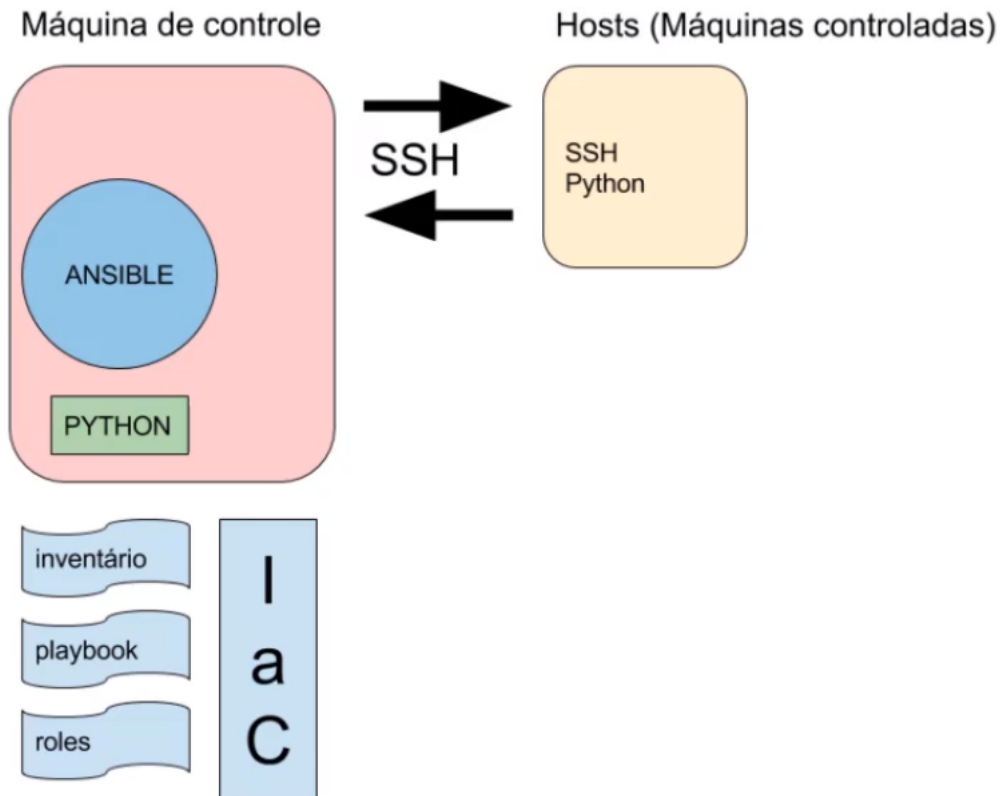 Máquina de controle
Hosts (Máquinas controladas)
SSH
SSH
Python
ANSIBLE
PYTHON
inventário
playbook
roles
I
a
C